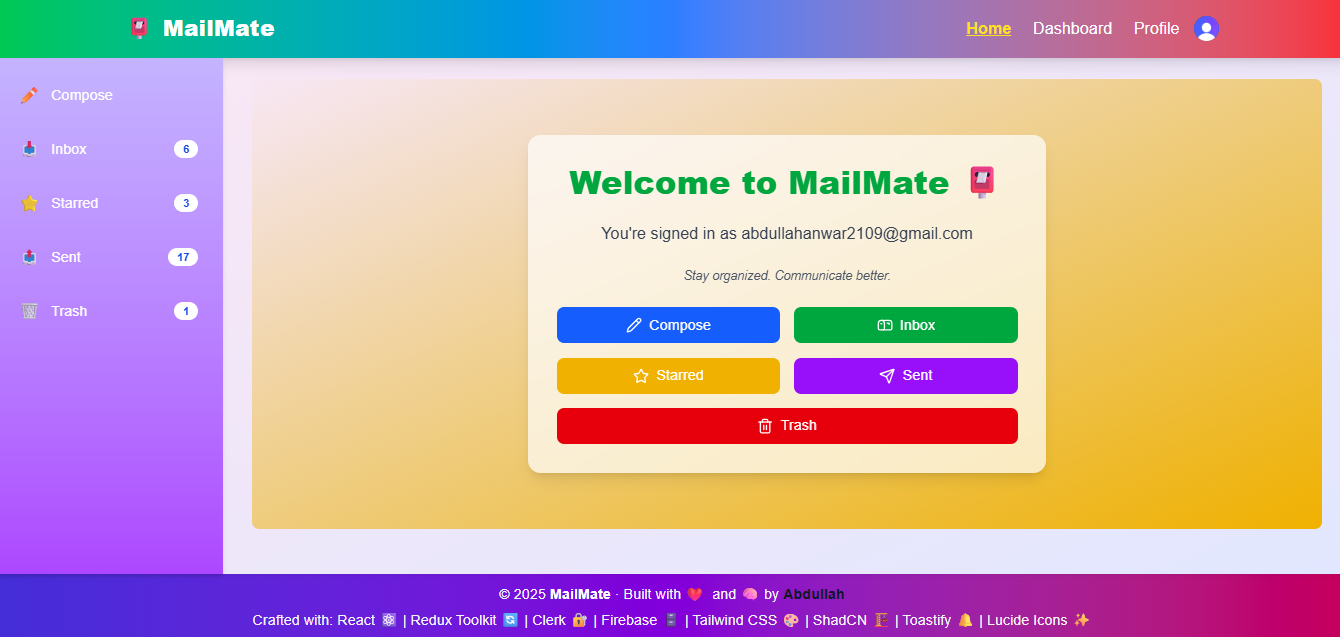 MailMate
Home Dashboard Profile
Compose
Inbox 6
Starred 3
Sent 17
Trash 1
Welcome to MailMate
You're signed in as abdullahanwar2109@gmail.com
Stay organized. Communicate better.
Compose Inbox
Starred Sent
Trash
© 2025 MailMate · Built with ❤️ and 🧠 by Abdullah
Crafted with: React ⚛️ | Redux Toolkit 🔄 | Clerk 🔐 | Firebase 🗄️ | Tailwind CSS 🎨 | ShadCN 🧱 | Toastify 🔔 | Lucide Icons ✨